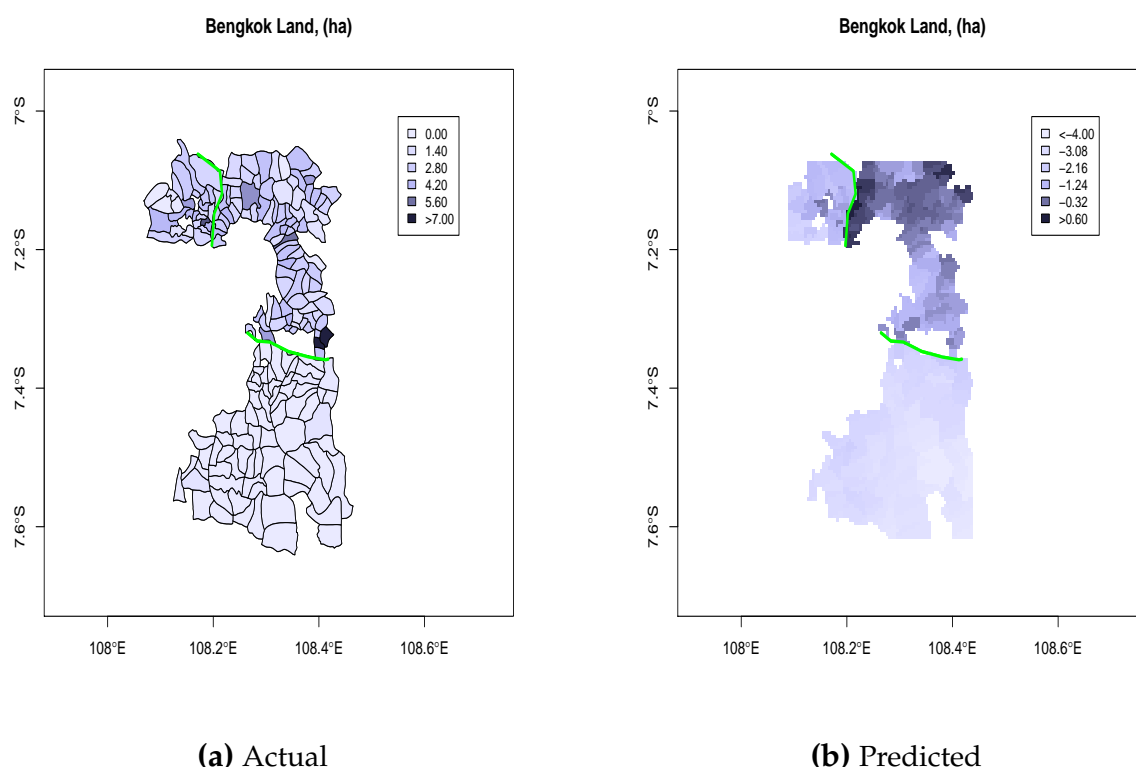 Bengkok Land, (ha)
7°S
7.2°S
7.4°S
7.6°S
108°E
108.2°E
108.4°E
108.6°E
0.00
1.40
2.80
4.20
5.60
>7.00
(a) Actual
Bengkok Land, (ha)
7°S
7.2°S
7.4°S
7.6°S
108°E
108.2°E
108.4°E
108.6°E
<-4.00
-3.08
-2.16
-1.24
-0.32
>0.60
(b) Predicted